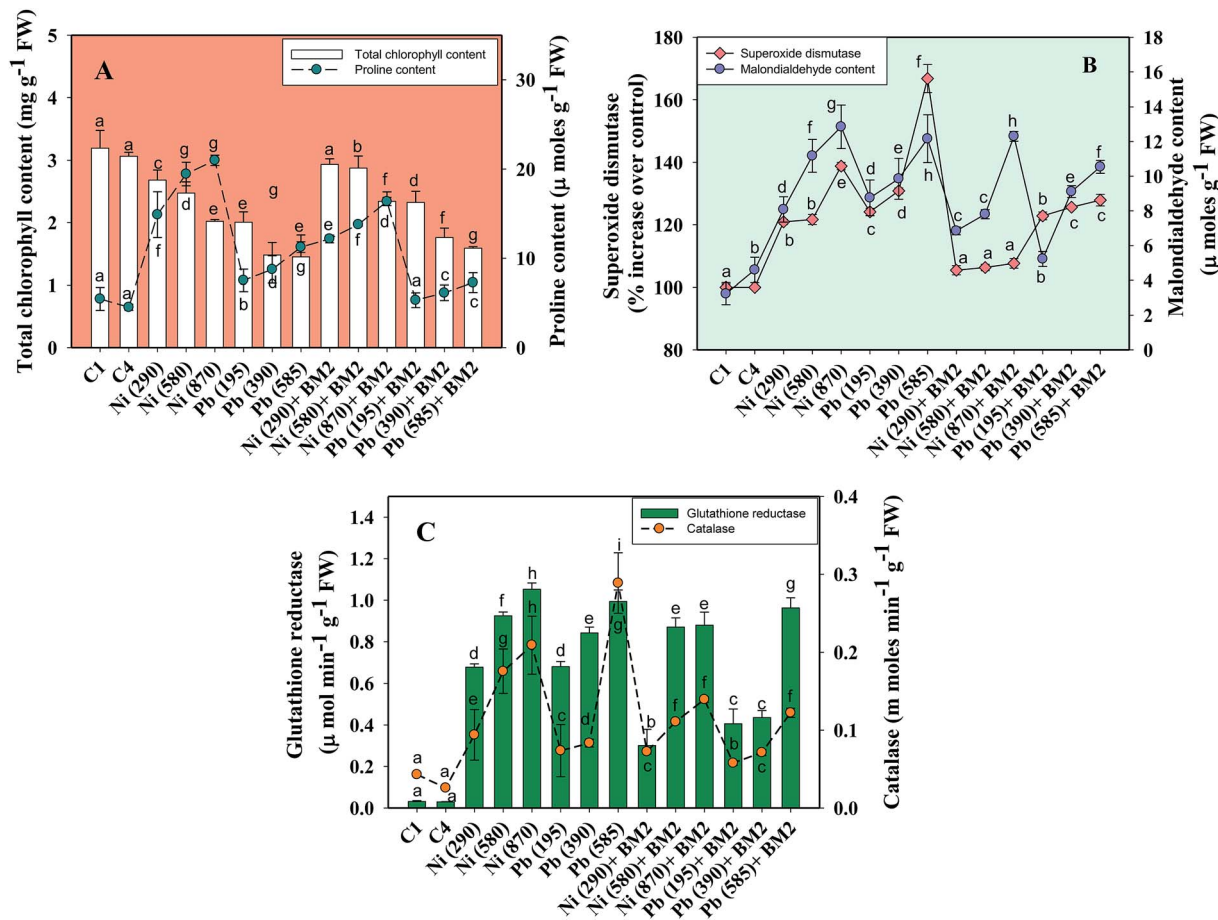 A
Total chlorophyll content
Proline content
Total chlorophyll content (mg g-1 FW)
5
4
3
2
1
0
Proline content (μ moles g-1 FW)
30
20
10
0
a a c g g e g e a b f d
a a f d b d g e f d a c g c
C1
C4
Ni (290)
Ni (580)
Ni (870)
Pb (195)
Pb (390)
Pb (585)
Ni (290)+ BM2
Ni (580)+ BM2
Ni (870)+ BM2
Pb (195)+ BM2
Pb (390)+ BM2
Pb (585)+ BM2
B
Superoxide dismutase
Malondialdehyde content
Superoxide dismutase
(% increase over control)
180
160
140
120
100
80
Malondialdehyde content
(μ moles g-1 FW)
18
16
14
12
10
8
6
4
2
0
a b d f g d e f c c h b e f
a b b e c d h a a a b c c
C1
C4
Ni (290)
Ni (580)
Ni (870)
Pb (195)
Pb (390)
Pb (585)
Ni (290)+ BM2
Ni (580)+ BM2
Ni (870)+ BM2
Pb (195)+ BM2
Pb (390)+ BM2
Pb (585)+ BM2
C
Glutathione reductase
Catalase
Glutathione reductase
(μ mol min-1 g-1 FW)
1.4
1.2
1.0
0.8
0.6
0.4
0.2
0.0
Catalase (m moles min-1 g-1 FW)
0.4
0.3
0.2
0.1
0.0
a a d f h d e i b e e c c g
a a e g h c d g c f f b c f
C1
C4
Ni (290)
Ni (580)
Ni (870)
Pb (195)
Pb (390)
Pb (585)
Ni (290)+ BM2
Ni (580)+ BM2
Ni (870)+ BM2
Pb (195)+ BM2
Pb (390)+ BM2
Pb (585)+ BM2